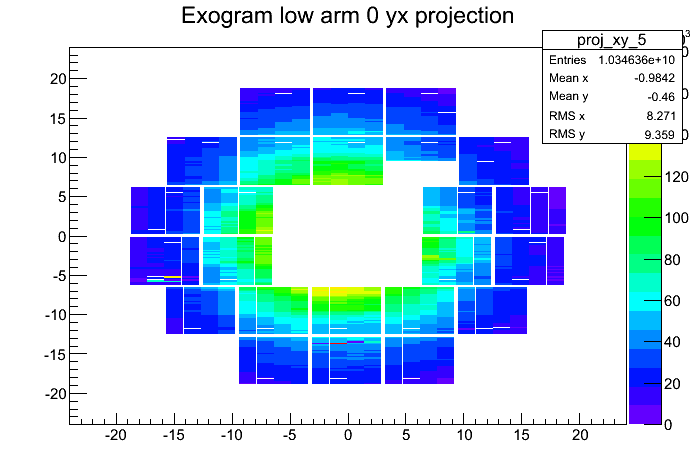 Exogram low arm 0 yx projection
proj_xy_5
Entries 1.034636e+10
Mean x -0.9842
Mean y -0.46
RMS x 8.271
RMS y 9.359
20
15
10
5
0
-5
-10
-15
-20
-20 -15 -10 -5 0 5 10 15 20
120
100
80
60
40
20
0